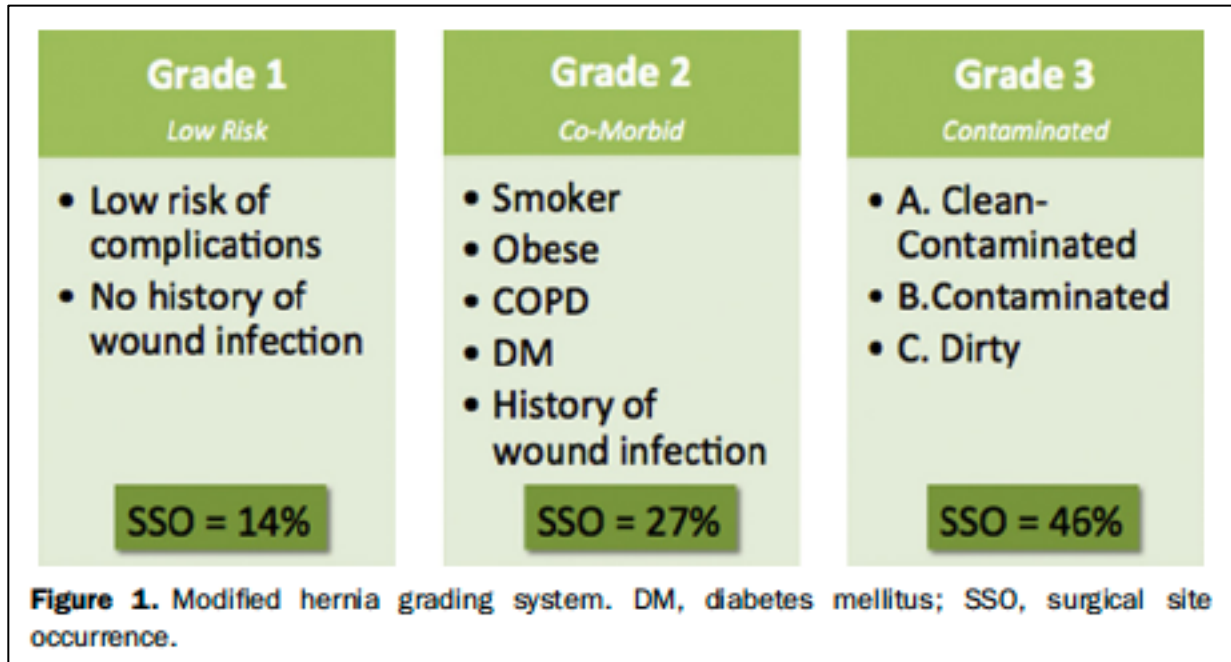 Grade 1
Low Risk
• Low risk of
complications
• No history of
wound infection
SSO = 14%
Grade 2
Co-Morbid
• Smoker
• Obese
• COPD
• DM
• History of
wound infection
SSO = 27%
Grade 3
Contaminated
• A. Clean-
Contaminated
• B.Contaminated
• C. Dirty
SSO = 46%
Figure 1. Modified hernia grading system. DM, diabetes mellitus; SSO, surgical site
occurrence.